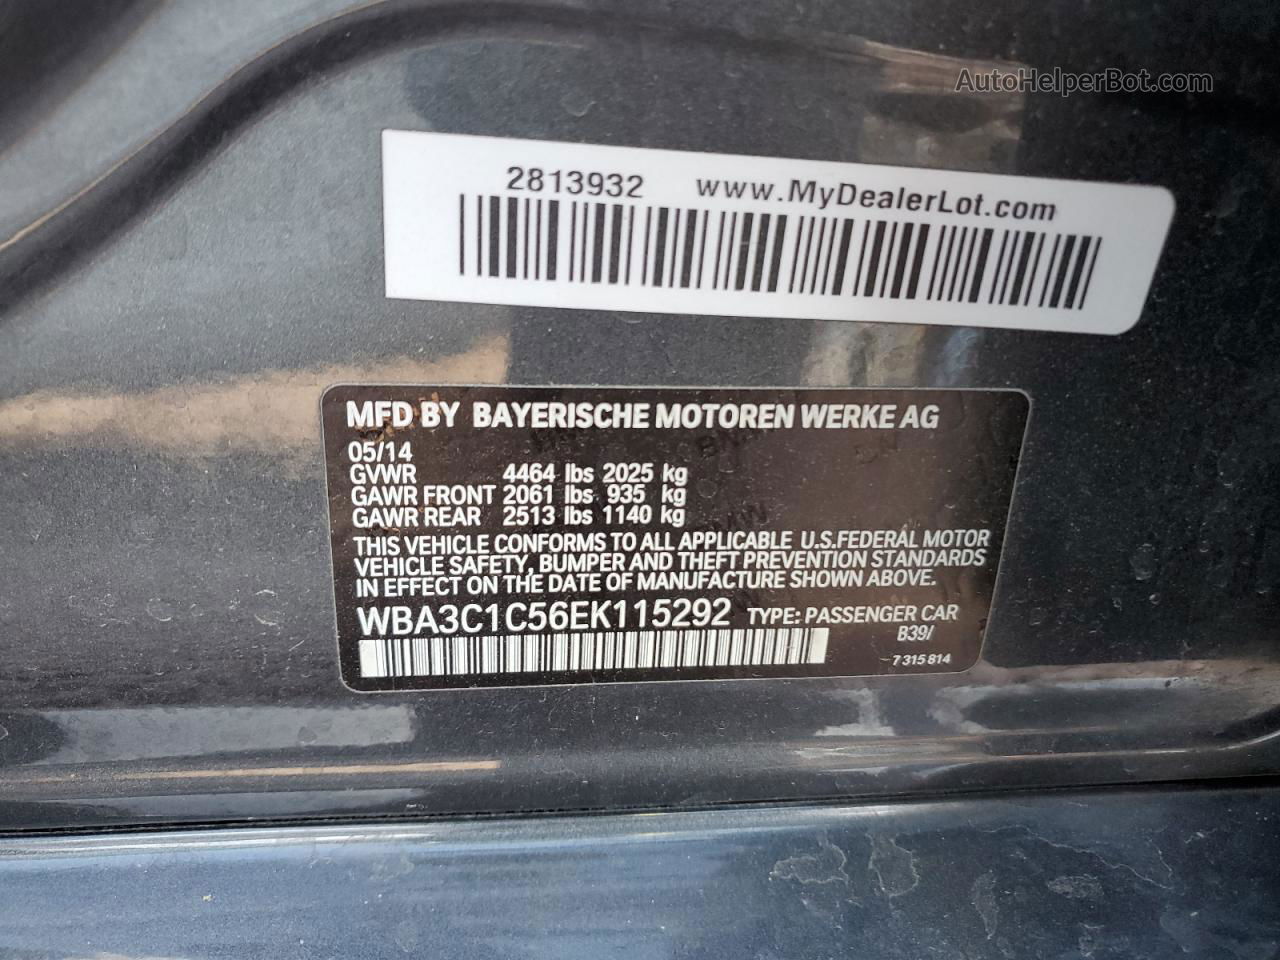 AutoHelperBot.com
2813932 www.MyDealerLot.com
MFD BY BAYERISCHE MOTOREN WERKE AG
05/14
GVWR 4464 lbs 2025 kg
GAWR FRONT 2061 lbs 935 kg
GAWR REAR 2513 lbs 1140 kg
THIS VEHICLE CONFORMS TO ALL APPLICABLE U.S.FEDERAL MOTOR
VEHICLE SAFETY, BUMPER AND THEFT PREVENTION STANDARDS
IN EFFECT ON THE DATE OF MANUFACTURE SHOWN ABOVE.
WBA3C1C56EK115292 TYPE: PASSENGER CAR
B39/
7 315 814